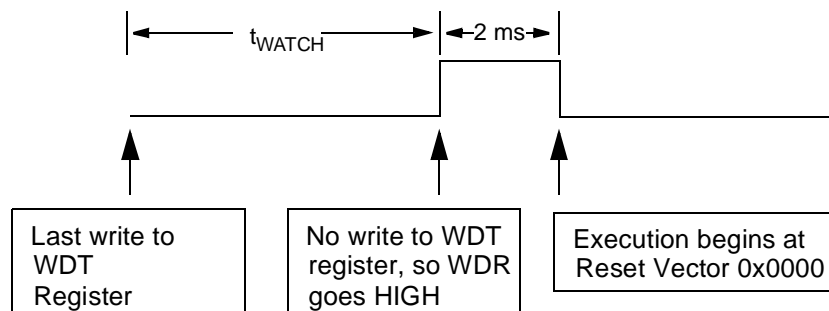 tWATCH
2 ms
Last write to
WDT
Register
No write to WDT
register, so WDR
goes HIGH
Execution begins at
Reset Vector 0x0000